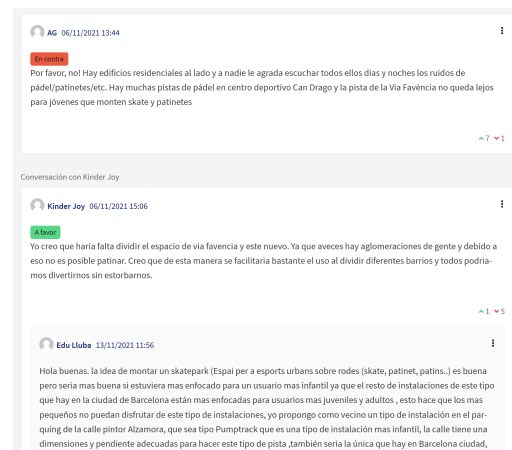 AG 06/11/2021 13:44
En contra
Por favor, no! Hay edificios residenciales al lado y a nadie le agrada escuchar todos ellos dias y noches los ruidos de
pádel/patinetes/etc. Hay muchas pistas de pádel en centro deportivo Can Drago y la pista de la Via Favència no queda lejos
para jóvenes que monten skate y patinetes
7 1
Conversación con Kinder Joy
Kinder Joy 06/11/2021 15:06
A favor
Yo creo que haria falta dividir el espacio de via favencia y este nuevo. Ya que aveces hay aglomeraciones de gente y debido a
eso no es posible patinar. Creo que de esta manera se facilitaria bastante el uso al dividir diferentes barrios y todos podria-
mos divertirnos sin estorbarnos.
1 5
Edu Lluba 13/11/2021 11:56
Hola buenas. la idea de montar un skatepark (Espai per a esports urbans sobre rodes (skate, patinet, patins..) es buena
pero seria mas buena si estuviera mas enfocado para un usuario mas infantil ya que el resto de instalaciones de este tipo
que hay en la ciudad de Barcelona están mas enfocadas para usuarios mas juveniles y adultos , esto hace que los mas
pequeños no puedan disfrutar de este tipo de instalaciones, yo propongo como vecino un tipo de instalación en el par-
quing de la calle pintor Alzamora, que sea tipo Pumptrack que es una tipo de instalación mas infantil, la calle tiene una
dimensiones y pendiente adecuadas para hacer este tipo de pista ,también seria la única que hay en Barcelona ciudad,